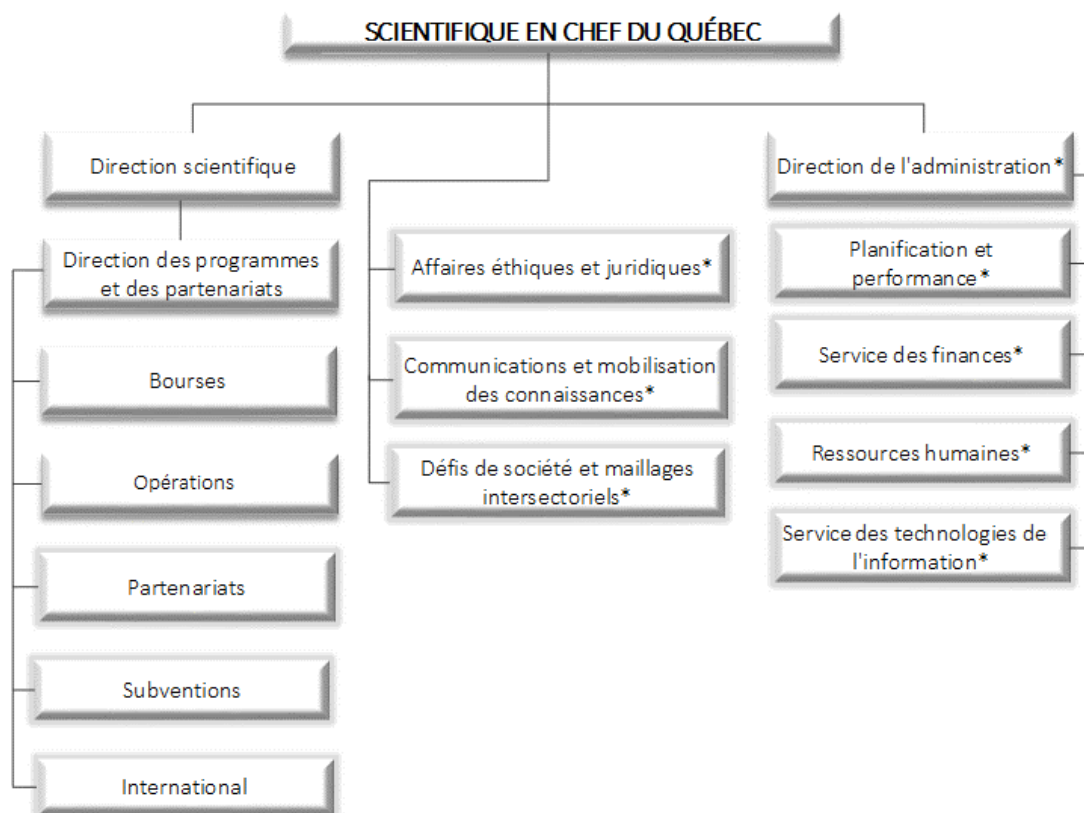 SCIENTIFIQUE EN CHEF DU QUÉBEC
Direction scientifique
Direction des programmes
et des partenariats
Bourses
Opérations
Partenariats
Subventions
International
Affaires éthiques et juridiques*
Communications et mobilisation
des connaissances*
Défis de société et maillages
intersectoriels*
Direction de l'administration*
Planification et
performance*
Service des finances*
Ressources humaines*
Service des technologies de
l'information*